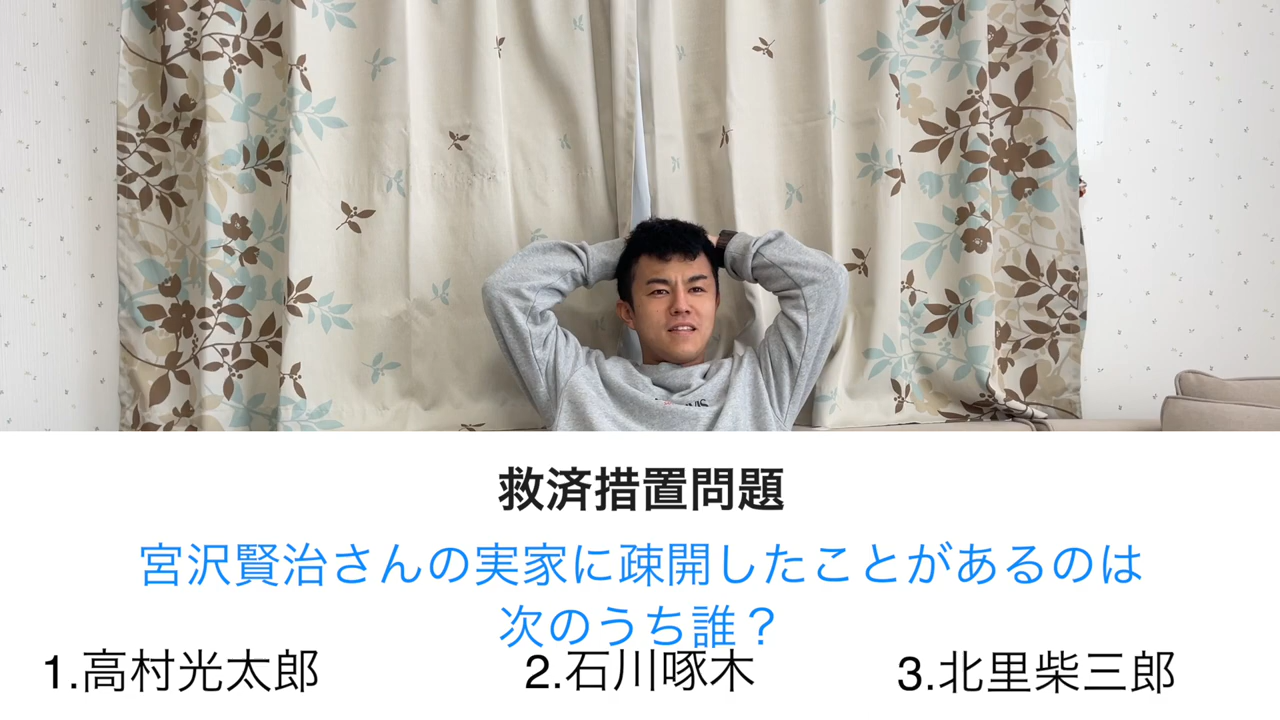 救済措置問題
宮沢賢治さんの実家に疎開したことがあるのは
次のうち誰？
1.高村光太郎
2.石川啄木
3.北里柴三郎